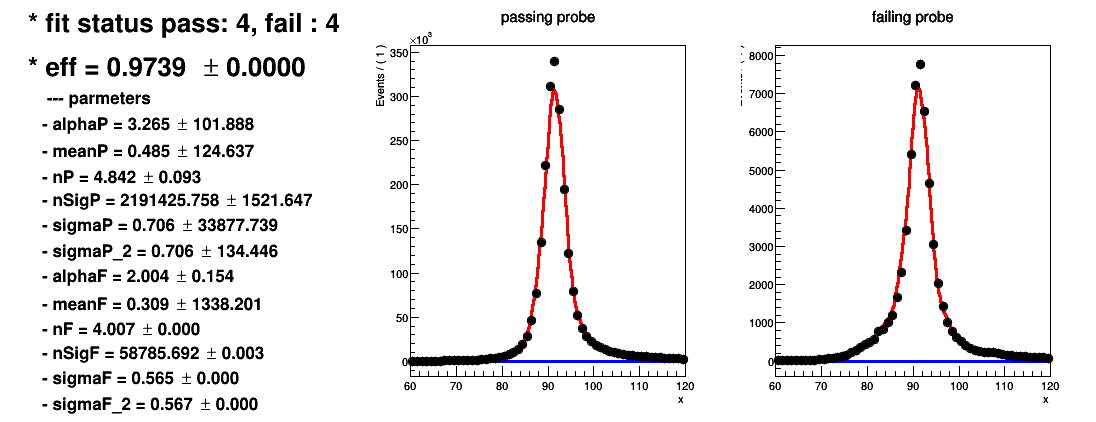 * fit status pass: 4, fail : 4
* eff = 0.9739 ± 0.0000
--- parmeters
- alphaP = 3.265 ± 101.888
- meanP = 0.485 ± 124.637
- nP = 4.842 ± 0.093
- nSigP = 2191425.758 ± 1521.647
- sigmaP = 0.706 ± 33877.739
- sigmaP_2 = 0.706 ± 134.446
- alphaF = 2.004 ± 0.154
- meanF = 0.309 ± 1338.201
- nF = 4.007 ± 0.000
- nSigF = 58785.692 ± 0.003
- sigmaF = 0.565 ± 0.000
- sigmaF_2 = 0.567 ± 0.000
passing probe
×10³
Events / ( 1 )
350
300
250
200
150
100
50
0
60 70 80 90 100 110 120
x
failing probe
8000
7000
6000
5000
4000
3000
2000
1000
0
60 70 80 90 100 110 120
x